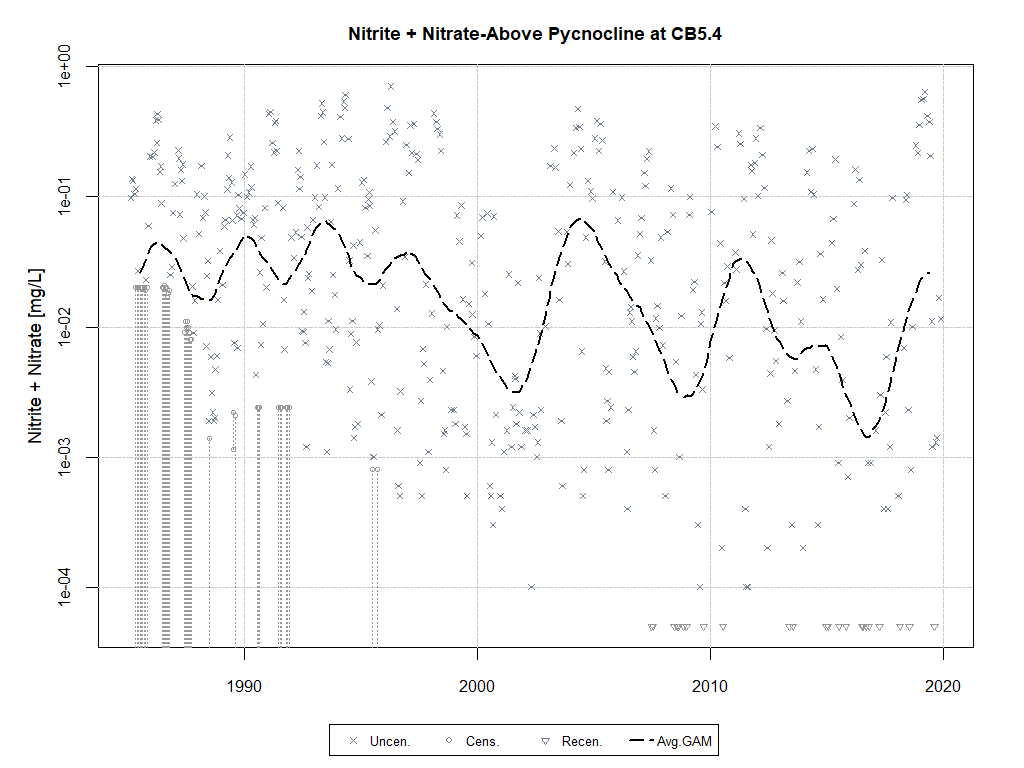 Nitrite + Nitrate-Above Pycnocline at CB5.4
Nitrite + Nitrate [mg/L]
1e+00
1e-01
1e-02
1e-03
1e-04
1990 2000 2010 2020
Uncen. Cens. Recen. Avg.GAM